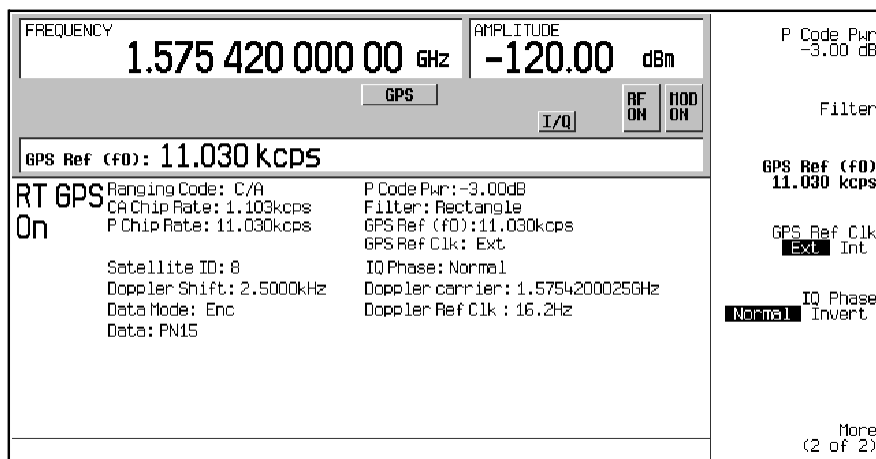 FREQUENCY
1.575 420 000 00 GHz
AMPLITUDE
-120.00 dBm
GPS
I/Q
RF ON
MOD ON
GPS Ref (f0): 11.030 kcps
RT GPS
On
Ranging Code: C/A
CA Chip Rate: 1.103kcps
P Chip Rate: 11.030kcps
P Code Pwr:-3.00dB
Filter: Rectangle
GPS Ref (f0):11.030kcps
GPS Ref Clk: Ext
Satellite ID: 8
Doppler Shift: 2.5000kHz
Data Mode: Enc
Data: PN15
IQ Phase: Normal
Doppler carrier: 1.5754200025GHz
Doppler Ref Clk : 16.2Hz
P Code Pwr
-3.00 dB
Filter
GPS Ref (f0)
11.030 kcps
GPS Ref Clk
Ext Int
IQ Phase
Normal Invert
More
(2 of 2)